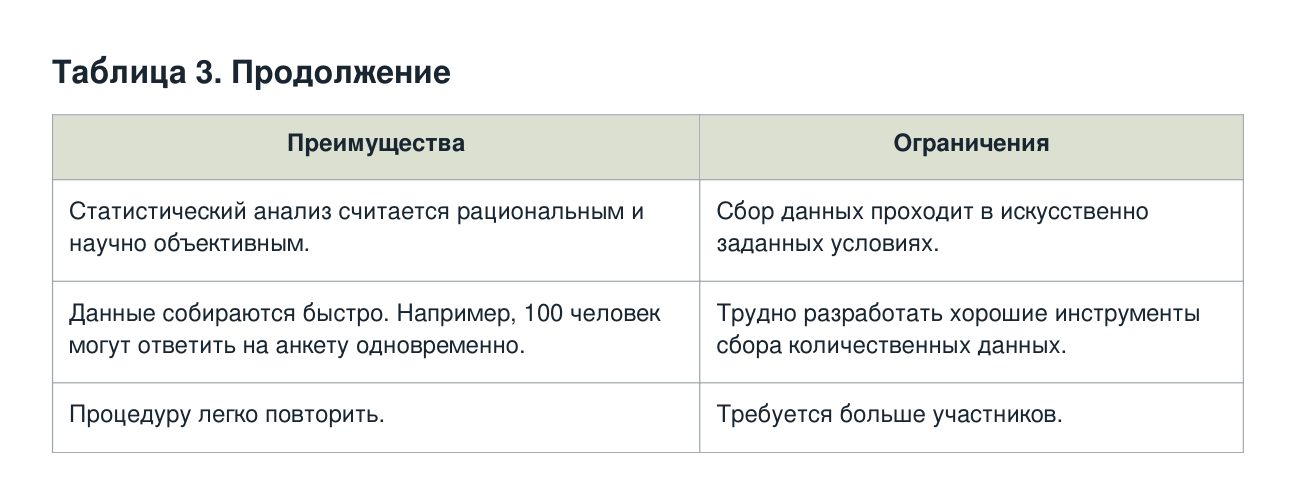 Таблица 3. Продолжение
Преимущества
Ограничения
Статистический анализ считается рациональным и
научно объективным.
Сбор данных проходит в искусственно
заданных условиях.
Данные собираются быстро. Например, 100 человек
могут ответить на анкету одновременно.
Трудно разработать хорошие инструменты
сбора количественных данных.
Процедуру легко повторить.
Требуется больше участников.